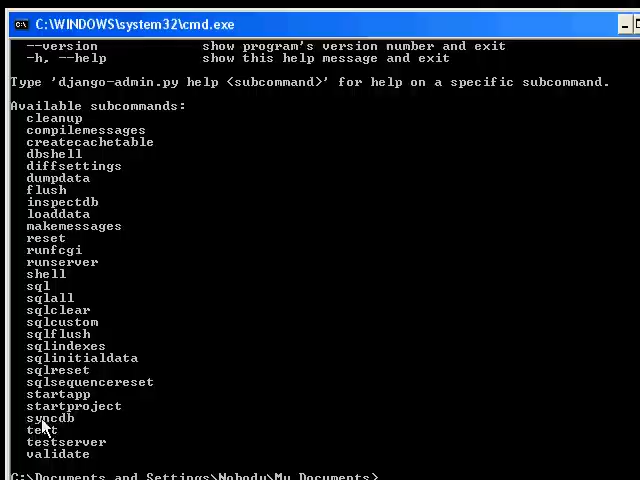 C:\WINDOWS\system32\cmd.exe
--version show program's version number and exit
-h, --help show this help message and exit
Type 'django-admin.py help <subcommand>' for help on a specific subcommand.
Available subcommands:
cleanup
compilemessages
createcachetable
dbshell
diffsettings
dumpdata
flush
inspectdb
loaddata
makemessages
reset
runfcgi
runserver
shell
sql
sqlall
sqlclear
sqlcustom
sqlflush
sqlindexes
sqlinitialdata
sqlreset
sqlsequencereset
startapp
startproject
syncdb
test
testserver
validate
C:\Documents and Settings\Nobody\My Documents>